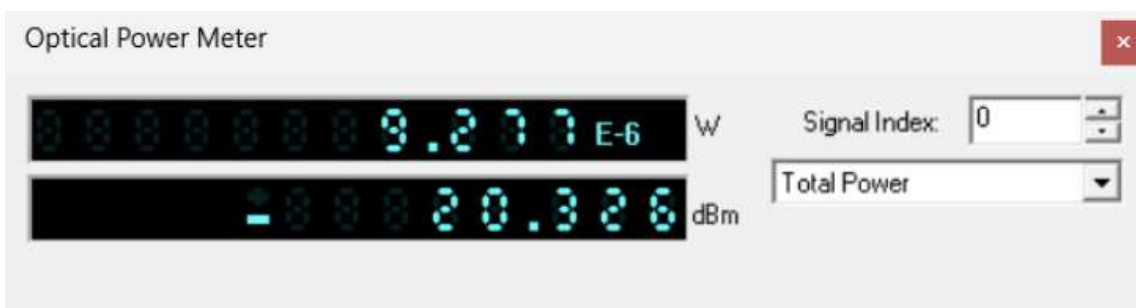 Optical Power Meter
9.277 E-6 W
Signal Index: 0
Total Power
- 20.326 dBm